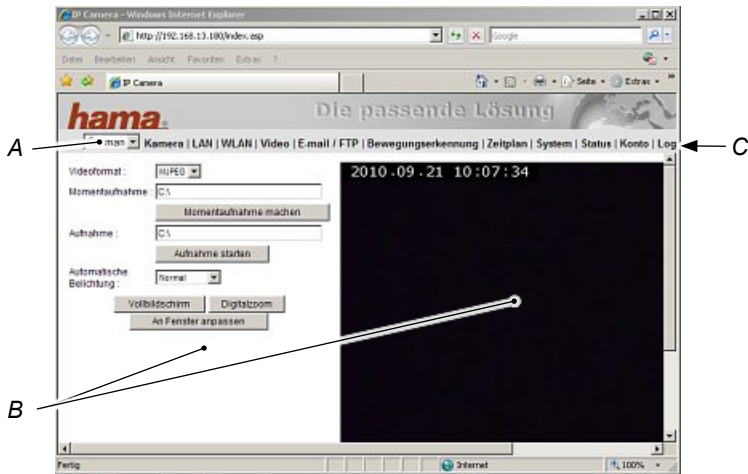 IP Camera - Windows Internet Explorer
http://192.168.13.180/index.asp
Google
Datei Bearbeiten Ansicht Favoriten Extras ?
IP Camera
Seite Extras
hama.
Die passende Lösung
A
man Kamera | LAN | WLAN | Video | E-mail / FTP | Bewegungserkennung | Zeitplan | System | Status | Konto | Log
C
Videoformat : MJPEG
2010.09.21 10:07:34
Momentaufnahme : C:\
Momentaufnahme machen
Aufnahme : C:\
Aufnahme starten
Automatische
Belichtung : Normal
Vollbildschirm Digitalzoom
An Fenster anpassen
B
Fertig
Internet
100%